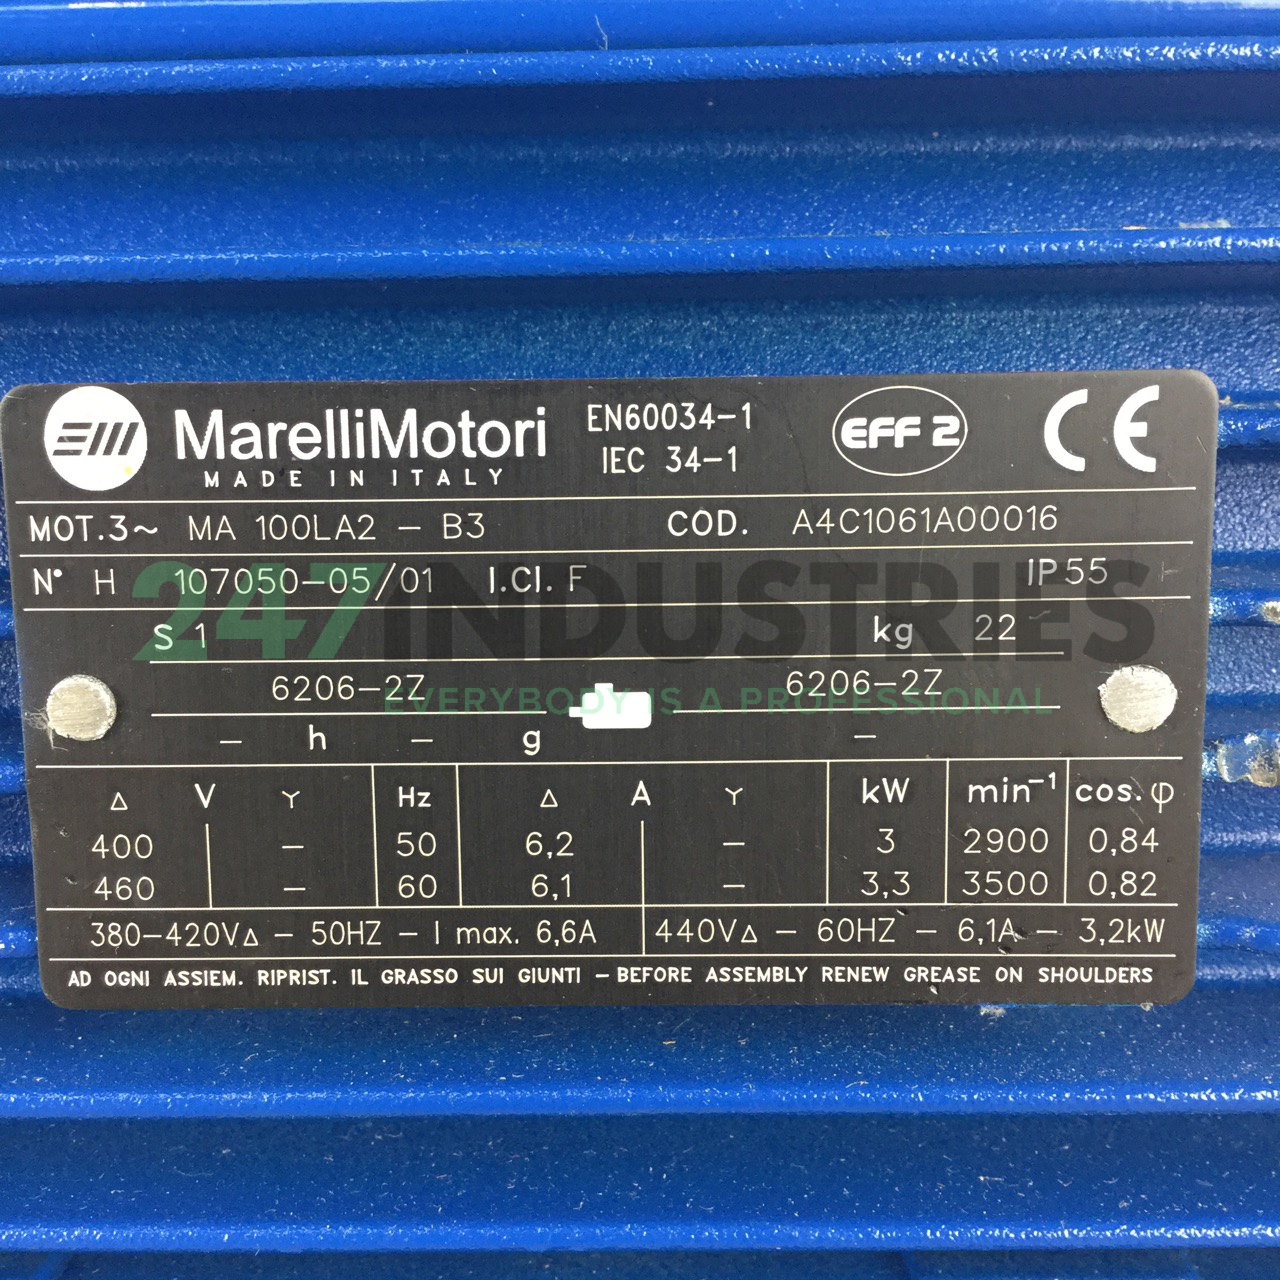 MarelliMotori
MADE IN ITALY
EN60034-1
IEC 34-1
EFF 2
CE
MOT.3~ MA 100LA2 - B3 COD. A4C1061A00016
N° H 107050-05/01 I.Cl. F IP 55
S 1 kg 22
247INDUSTRIES
6206-2Z 6206-2Z
EVERYBODY IS A PROFESSIONAL
- h - g -
Δ V Y Hz Δ A Y kW min⁻¹ cos.φ
400 - 50 6,2 - 3 2900 0,84
460 - 60 6,1 - 3,3 3500 0,82
380-420VΔ - 50HZ - I max. 6,6A 440VΔ - 60HZ - 6,1A - 3,2kW
AD OGNI ASSIEM. RIPRIST. IL GRASSO SUI GIUNTI - BEFORE ASSEMBLY RENEW GREASE ON SHOULDERS